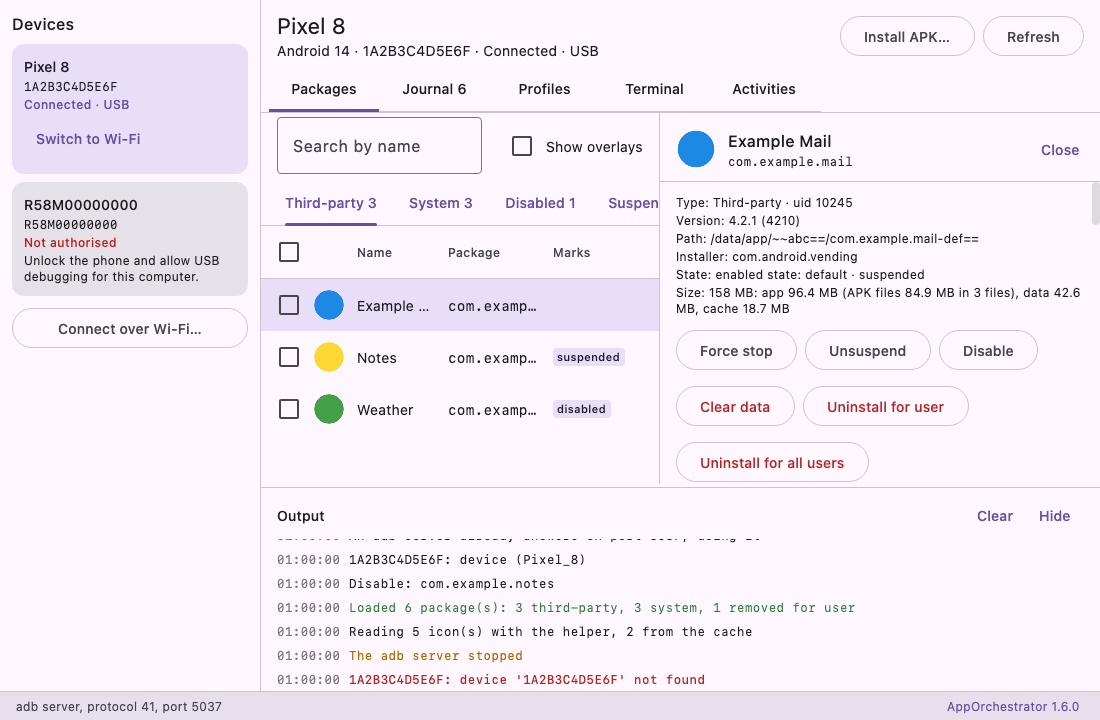 Devices
Pixel 8
1A2B3C4D5E6F
Connected · USB
Switch to Wi-Fi
R58M00000000
R58M00000000
Not authorised
Unlock the phone and allow USB
debugging for this computer.
Connect over Wi-Fi...
Pixel 8
Android 14 · 1A2B3C4D5E6F · Connected · USB
Install APK...
Refresh
Packages
Journal 6
Profiles
Terminal
Activities
Search by name
Show overlays
Third-party 3
System 3
Disabled 1
Suspen
Name
Package
Marks
Example ...
com.examp...
Notes
com.examp...
suspended
Weather
com.examp...
disabled
Example Mail
com.example.mail
Close
Type: Third-party · uid 10245
Version: 4.2.1 (4210)
Path: /data/app/~~abc==/com.example.mail-def==
Installer: com.android.vending
State: enabled state: default · suspended
Size: 158 MB: app 96.4 MB (APK files 84.9 MB in 3 files), data 42.6
MB, cache 18.7 MB
Force stop
Unsuspend
Disable
Clear data
Uninstall for user
Uninstall for all users
Output
Clear
Hide
01:00:00 1A2B3C4D5E6F: device (Pixel_8)
01:00:00 Disable: com.example.notes
01:00:00 Loaded 6 package(s): 3 third-party, 3 system, 1 removed for user
01:00:00 Reading 5 icon(s) with the helper, 2 from the cache
01:00:00 The adb server stopped
01:00:00 1A2B3C4D5E6F: device '1A2B3C4D5E6F' not found
adb server, protocol 41, port 5037
AppOrchestrator 1.6.0